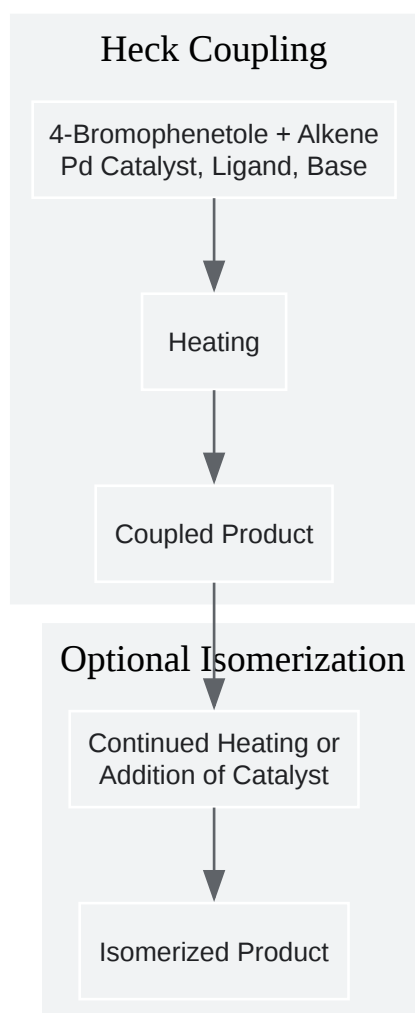 Heck Coupling
4-Bromophenetole + Alkene
Pd Catalyst, Ligand, Base
Heating
Coupled Product
Optional Isomerization
Continued Heating or
Addition of Catalyst
Isomerized Product